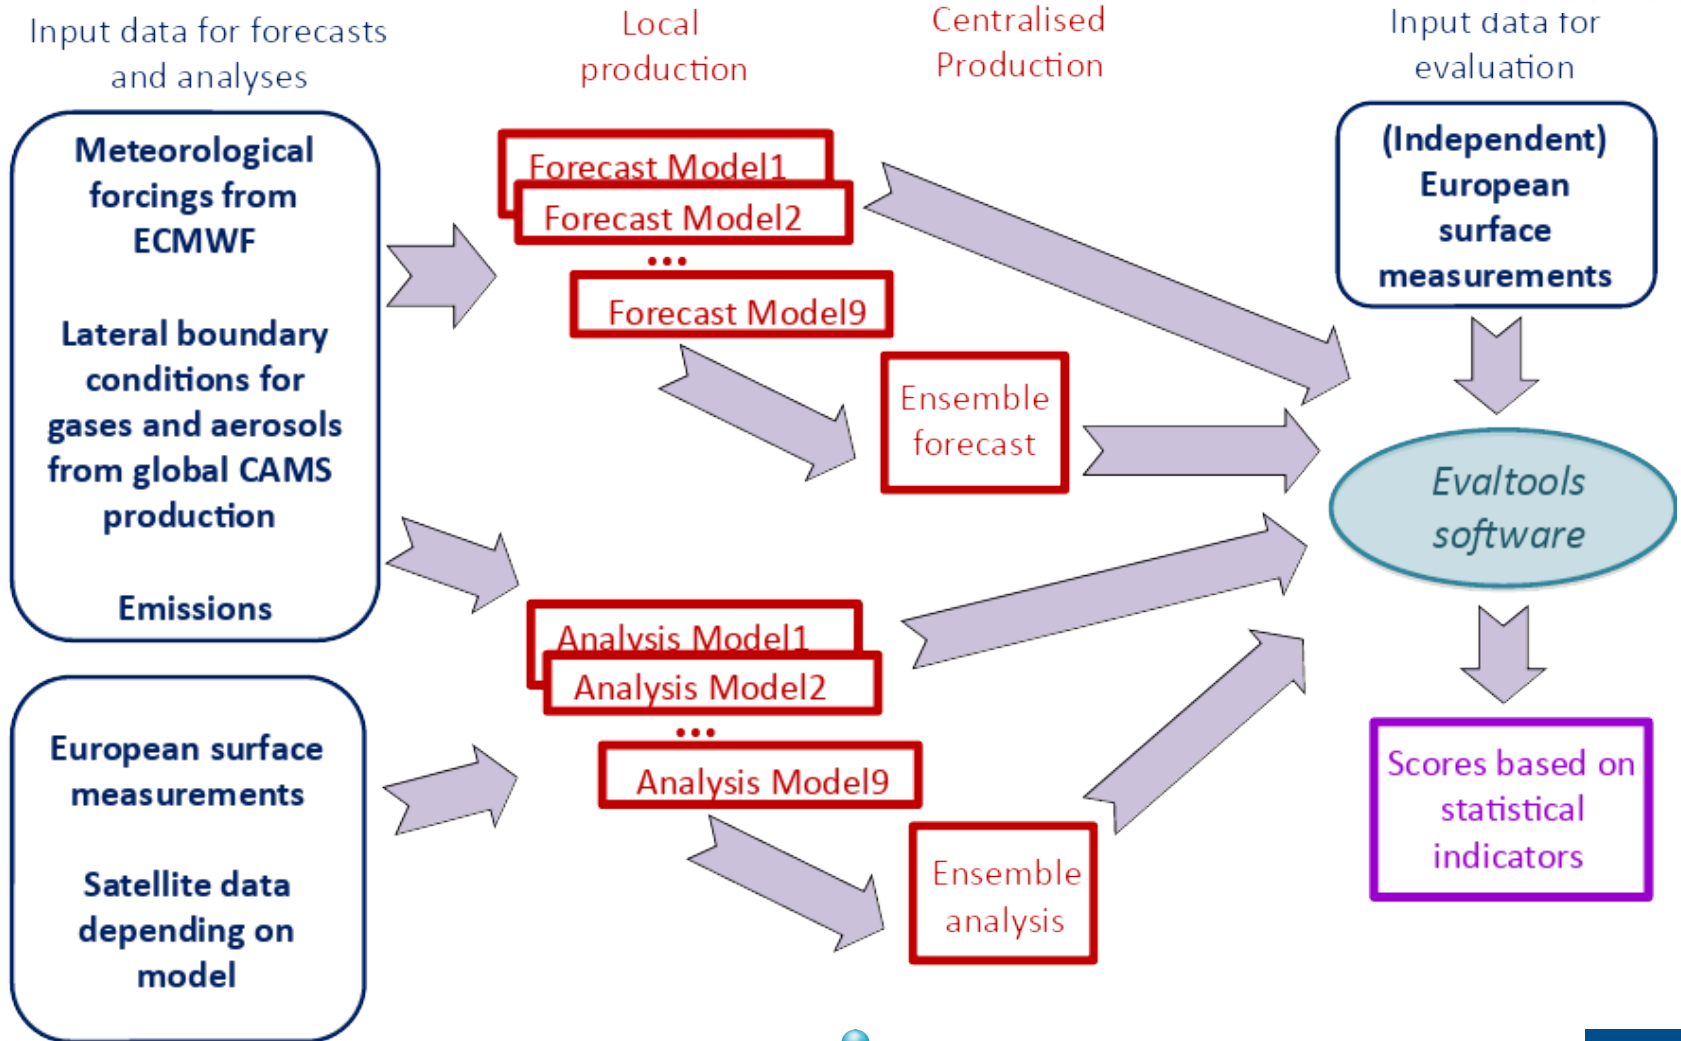 Input data for forecasts
and analyses
Local
production
Centralised
Production
Input data for
evaluation
Meteorological
forcings from
ECMWF
Lateral boundary
conditions for
gases and aerosols
from global CAMS
production
Emissions
European surface
measurements
Satellite data
depending on
model
Forecast Model1
Forecast Model2
...
Forecast Model9
Analysis Model1
Analysis Model2
...
Analysis Model9
Ensemble
forecast
Ensemble
analysis
(Independent)
European
surface
measurements
Evaltools
software
Scores based on
statistical
indicators